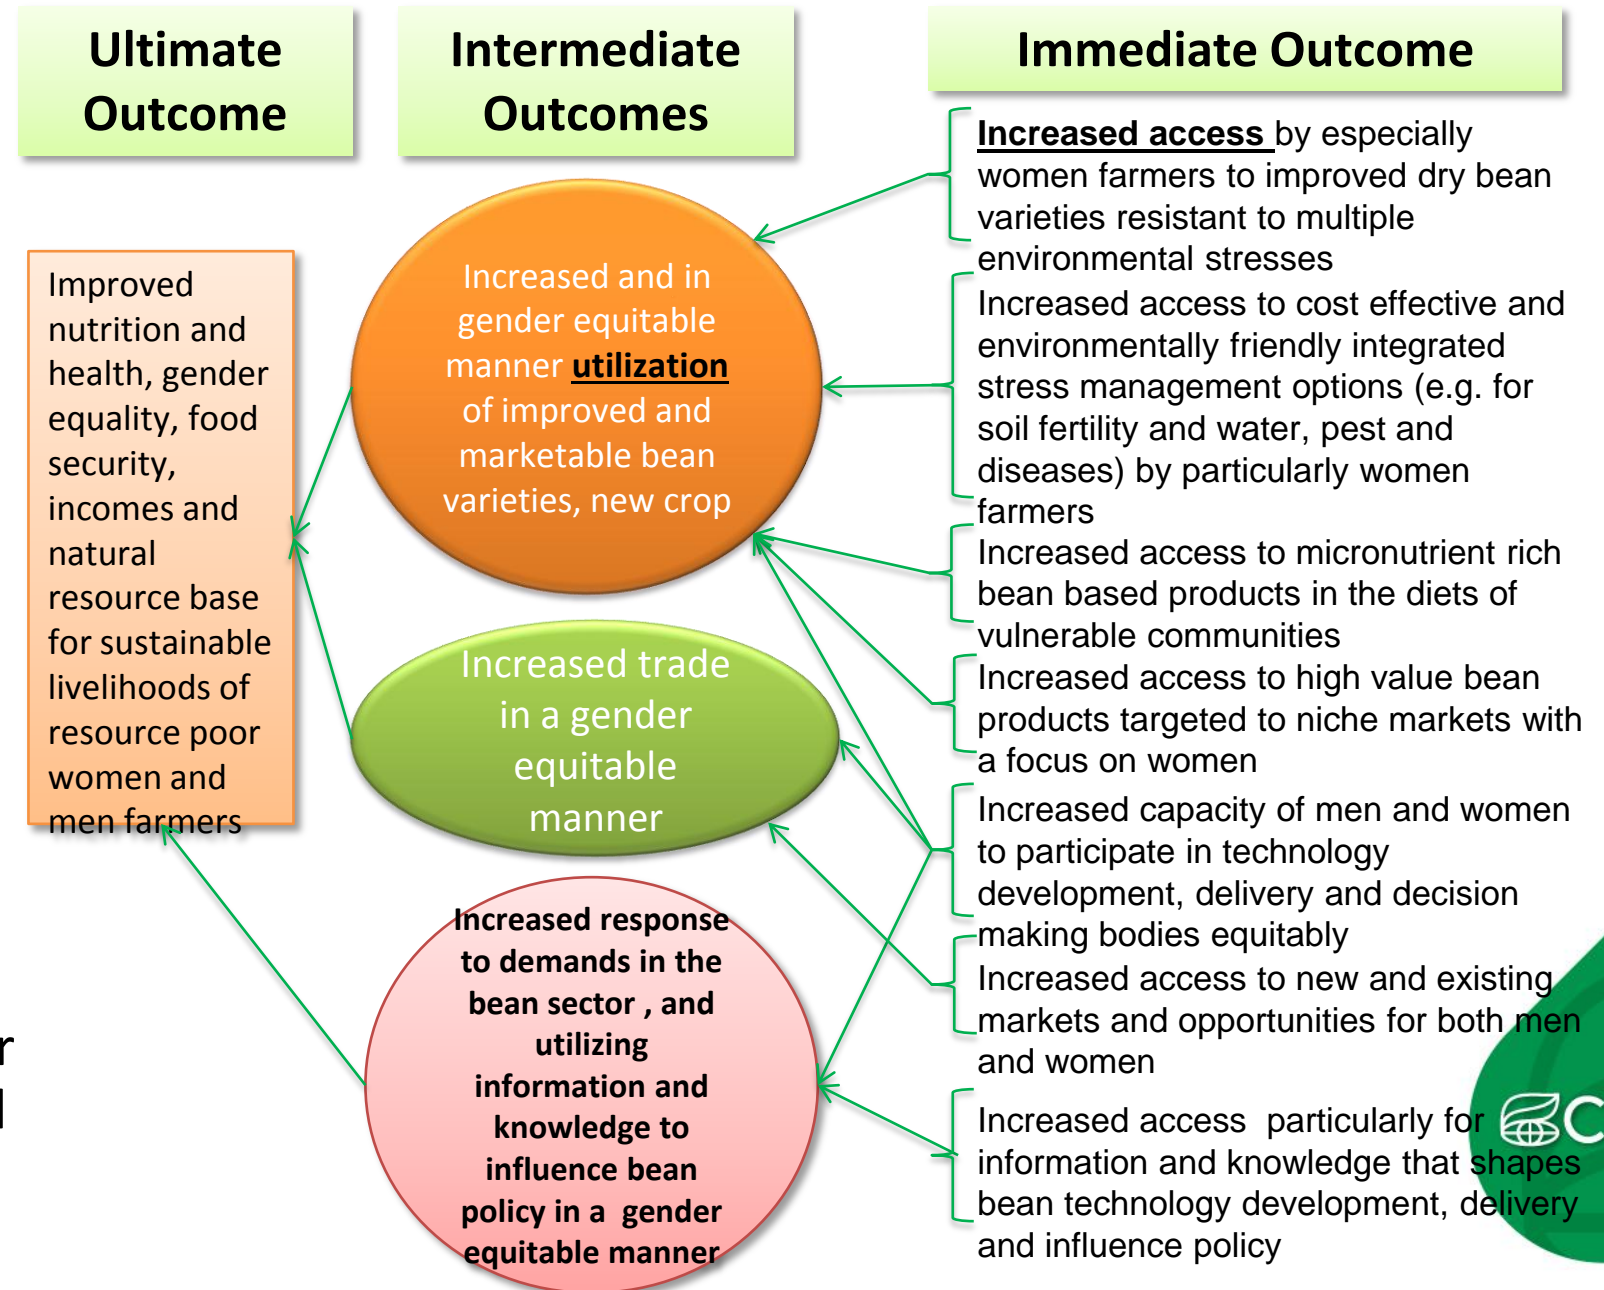 Ultimate
Outcome
Intermediate
Outcomes
Immediate Outcome
Improved
nutrition and
health, gender
equality, food
security,
incomes and
natural
resource base
for sustainable
livelihoods of
resource poor
women and
men farmers
Increased and in
gender equitable
manner utilization
of improved and
marketable bean
varieties, new crop
Increased trade
in a gender
equitable
manner
Increased response
to demands in the
bean sector , and
utilizing
information and
knowledge to
influence bean
policy in a gender
equitable manner
Increased access by especially
women farmers to improved dry bean
varieties resistant to multiple
environmental stresses
Increased access to cost effective and
environmentally friendly integrated
stress management options (e.g. for
soil fertility and water, pest and
diseases) by particularly women
farmers
Increased access to micronutrient rich
bean based products in the diets of
vulnerable communities
Increased access to high value bean
products targeted to niche markets with
a focus on women
Increased capacity of men and women
to participate in technology
development, delivery and decision
making bodies equitably
Increased access to new and existing
markets and opportunities for both men
and women
Increased access particularly for
information and knowledge that shapes
bean technology development, delivery
and influence policy